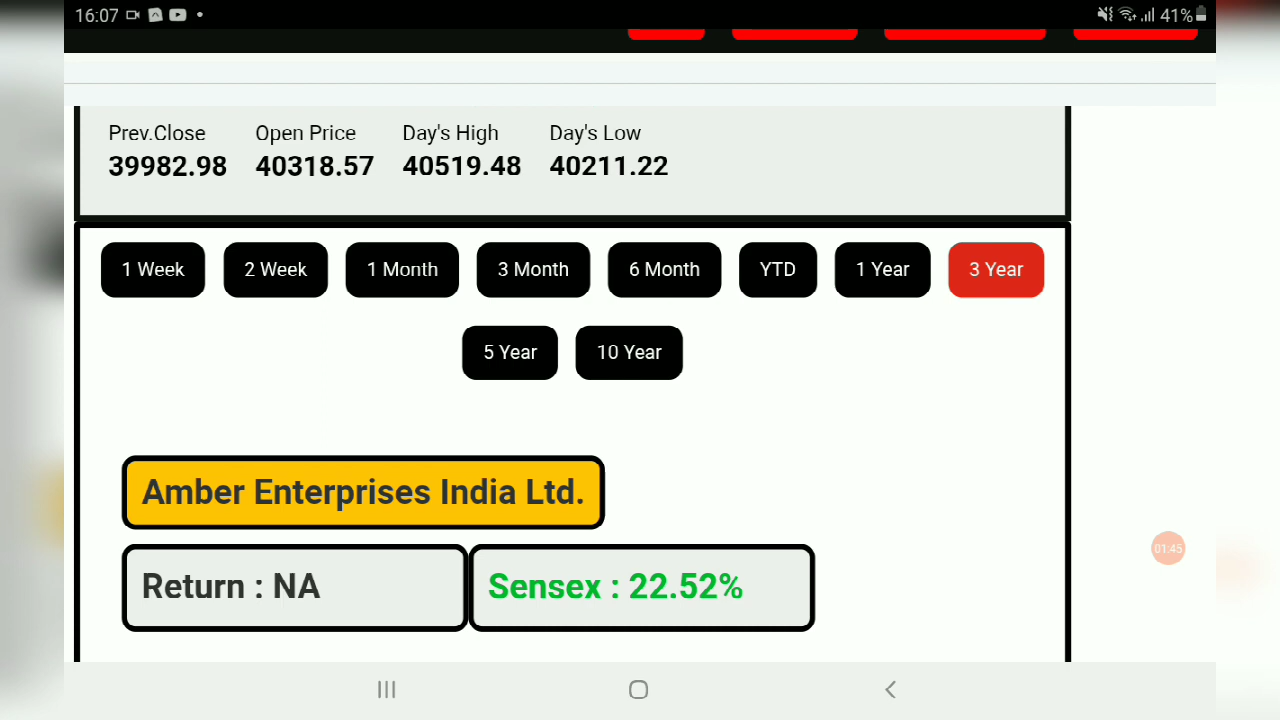 16:07 41%
Prev.Close Open Price Day's High Day's Low
39982.98 40318.57 40519.48 40211.22
1 Week 2 Week 1 Month 3 Month 6 Month YTD 1 Year 3 Year
5 Year 10 Year
Amber Enterprises India Ltd.
01:45
Return : NA Sensex : 22.52%